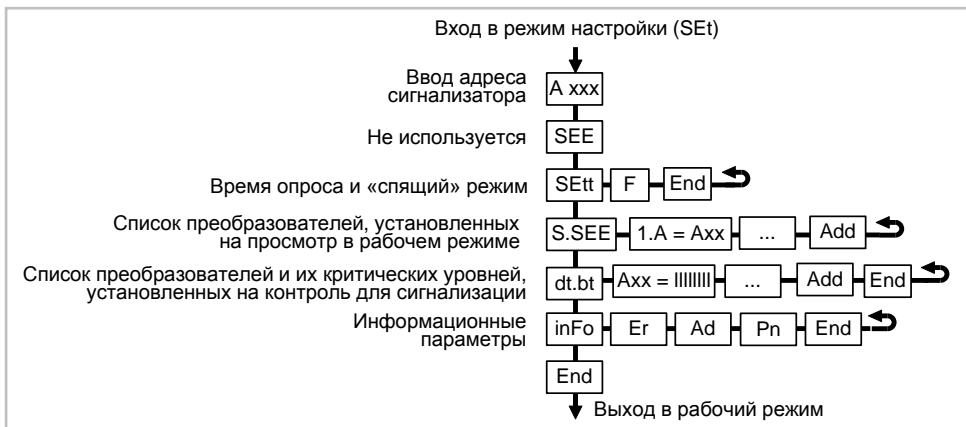 Вход в режим настройки (SEt)
Ввод адреса
сигнализатора
A xxx
Не используется
SEE
Время опроса и «спящий» режим
SEtt F End
Список преобразователей, установленных
на просмотр в рабочем режиме
S.SEE 1.A = Axx ... Add
Список преобразователей и их критических уровней,
установленных на контроль для сигнализации
dt.bt Axx = llllllll ... Add End
Информационные
параметры
inFo Er Ad Pn End
End
Выход в рабочий режим